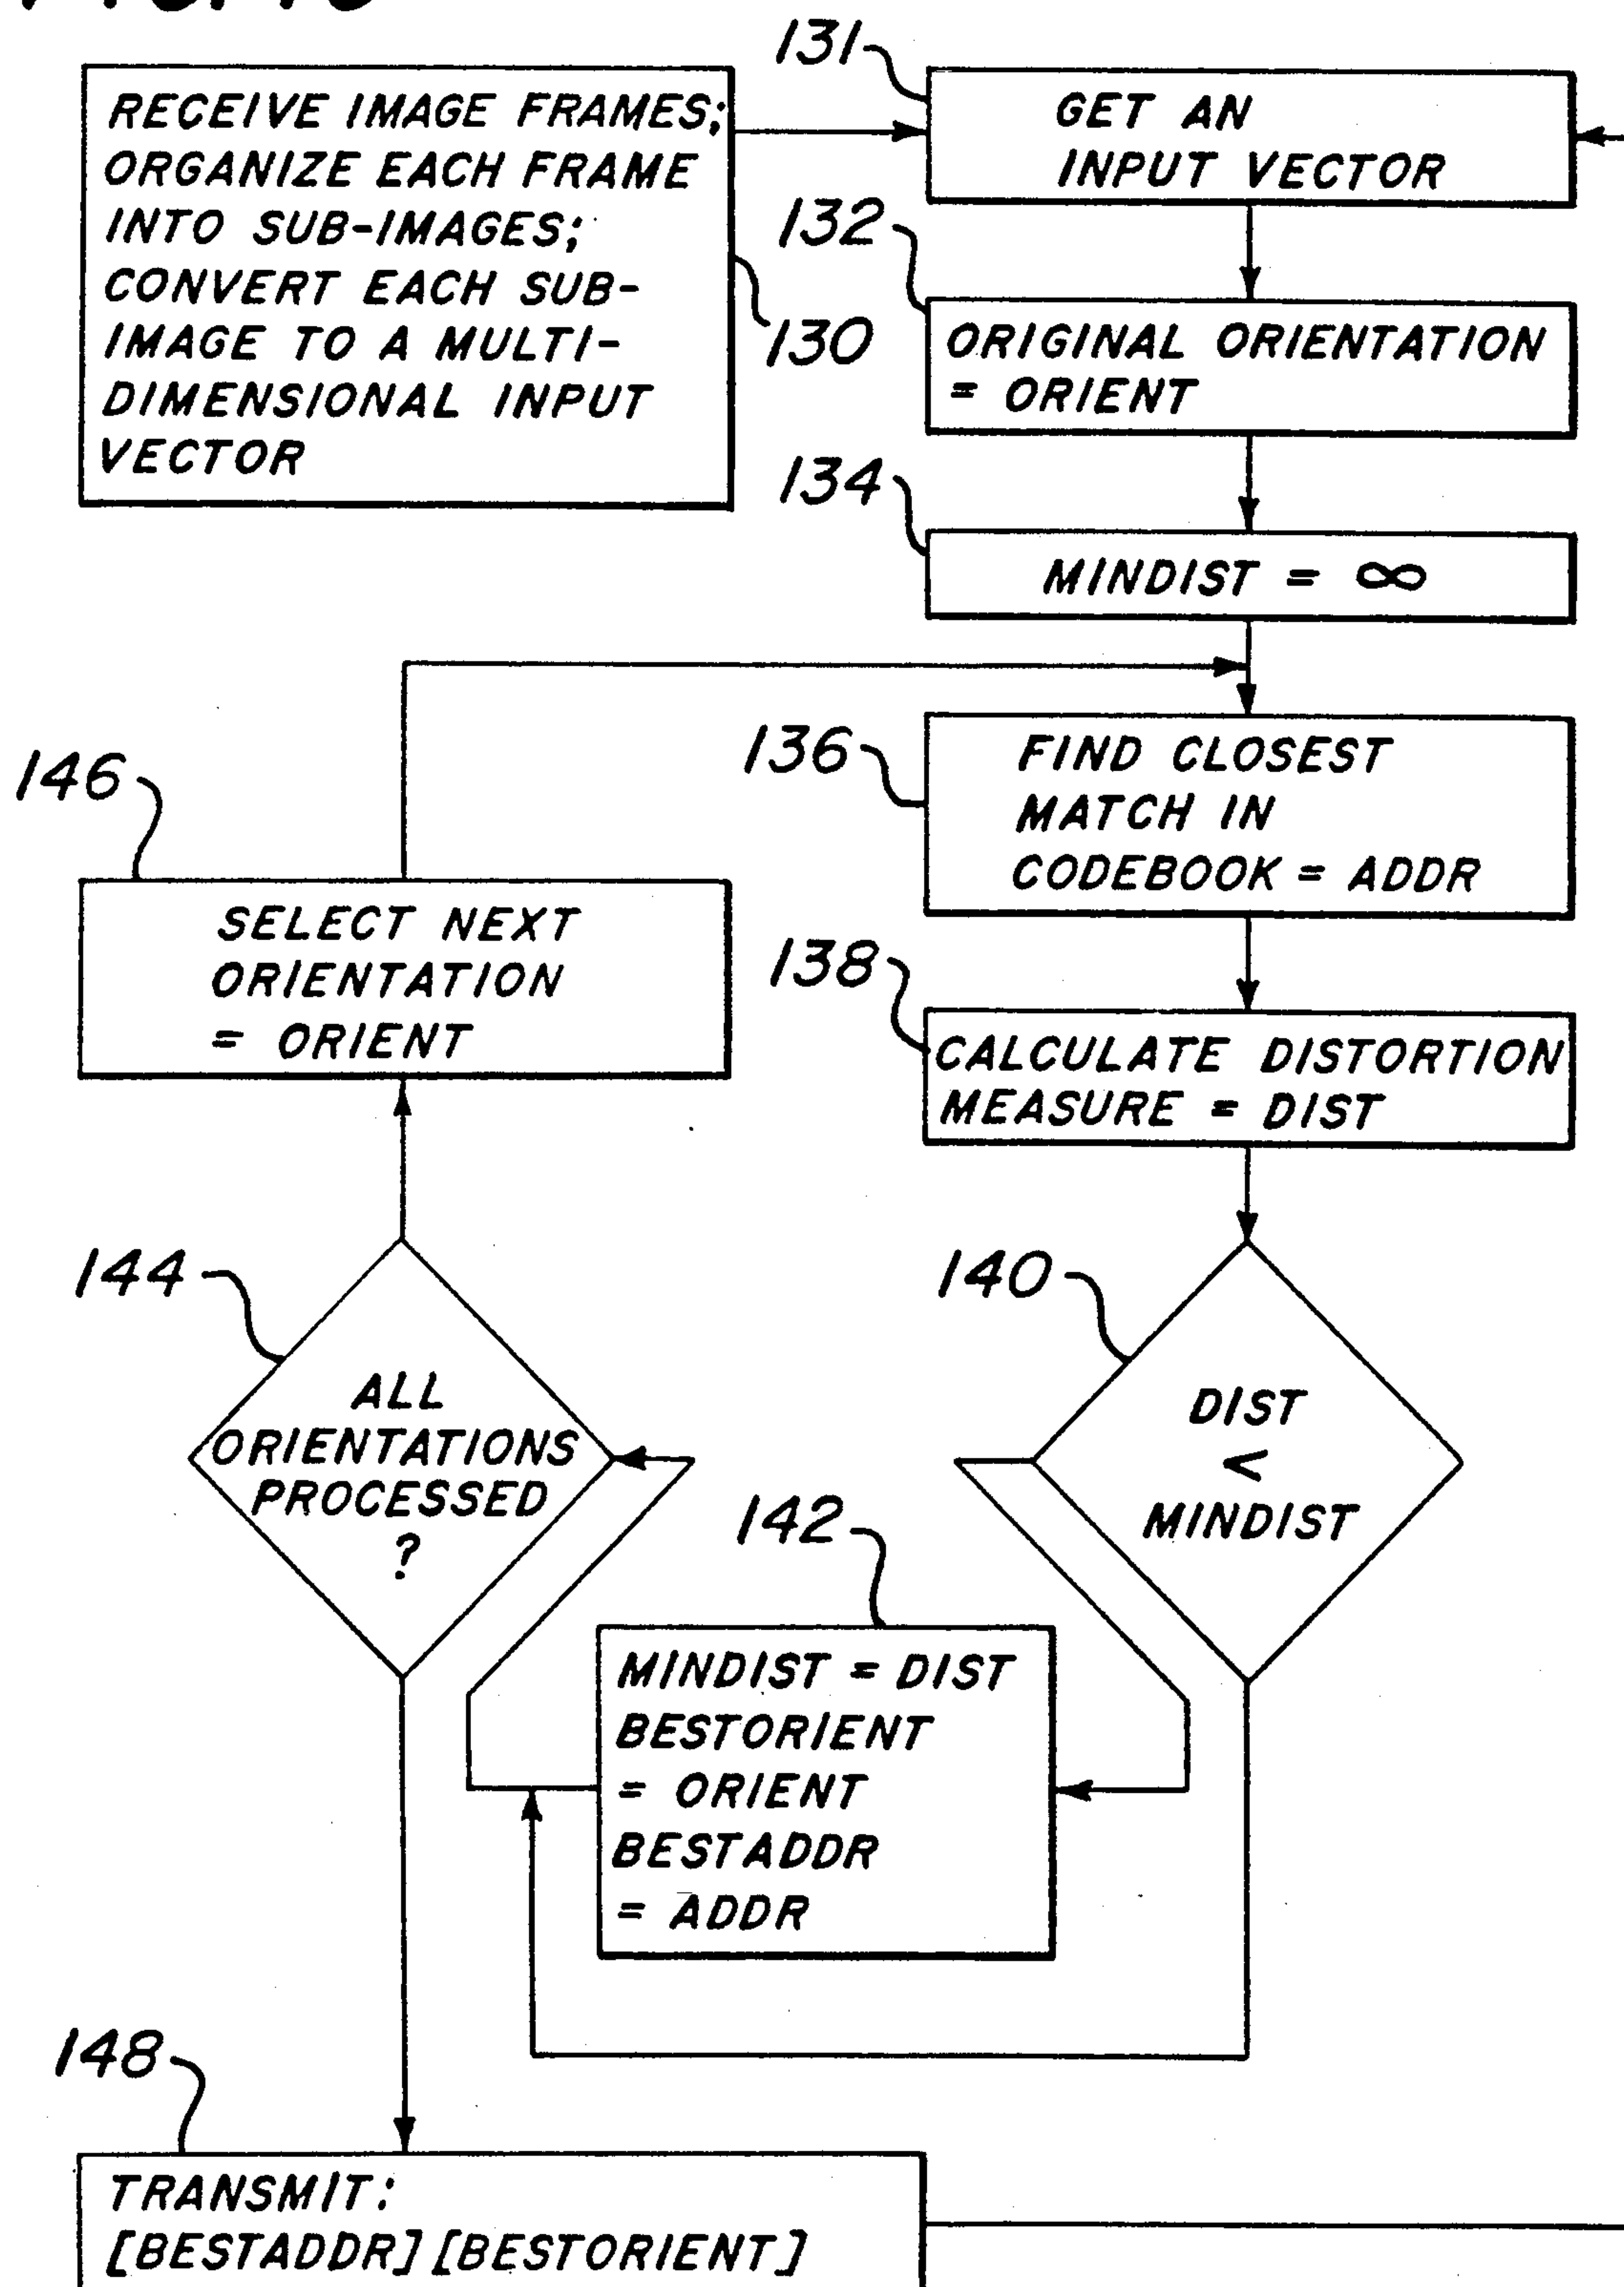 131
RECEIVE IMAGE FRAMES;
ORGANIZE EACH FRAME
INTO SUB-IMAGES;
CONVERT EACH SUB-
IMAGE TO A MULTI-
DIMENSIONAL INPUT
VECTOR
130
GET AN
INPUT VECTOR
132
ORIGINAL ORIENTATION
= ORIENT
134
MINDIST = ∞
136
FIND CLOSEST
MATCH IN
CODEBOOK = ADDR
146
SELECT NEXT
ORIENTATION
= ORIENT
138
CALCULATE DISTORTION
MEASURE = DIST
144
ALL
ORIENTATIONS
PROCESSED
?
140
DIST
<
MINDIST
142
MINDIST = DIST
BESTORIENT
= ORIENT
BESTADDR
= ADDR
148
TRANSMIT:
[BESTADDR][BESTORIENT]